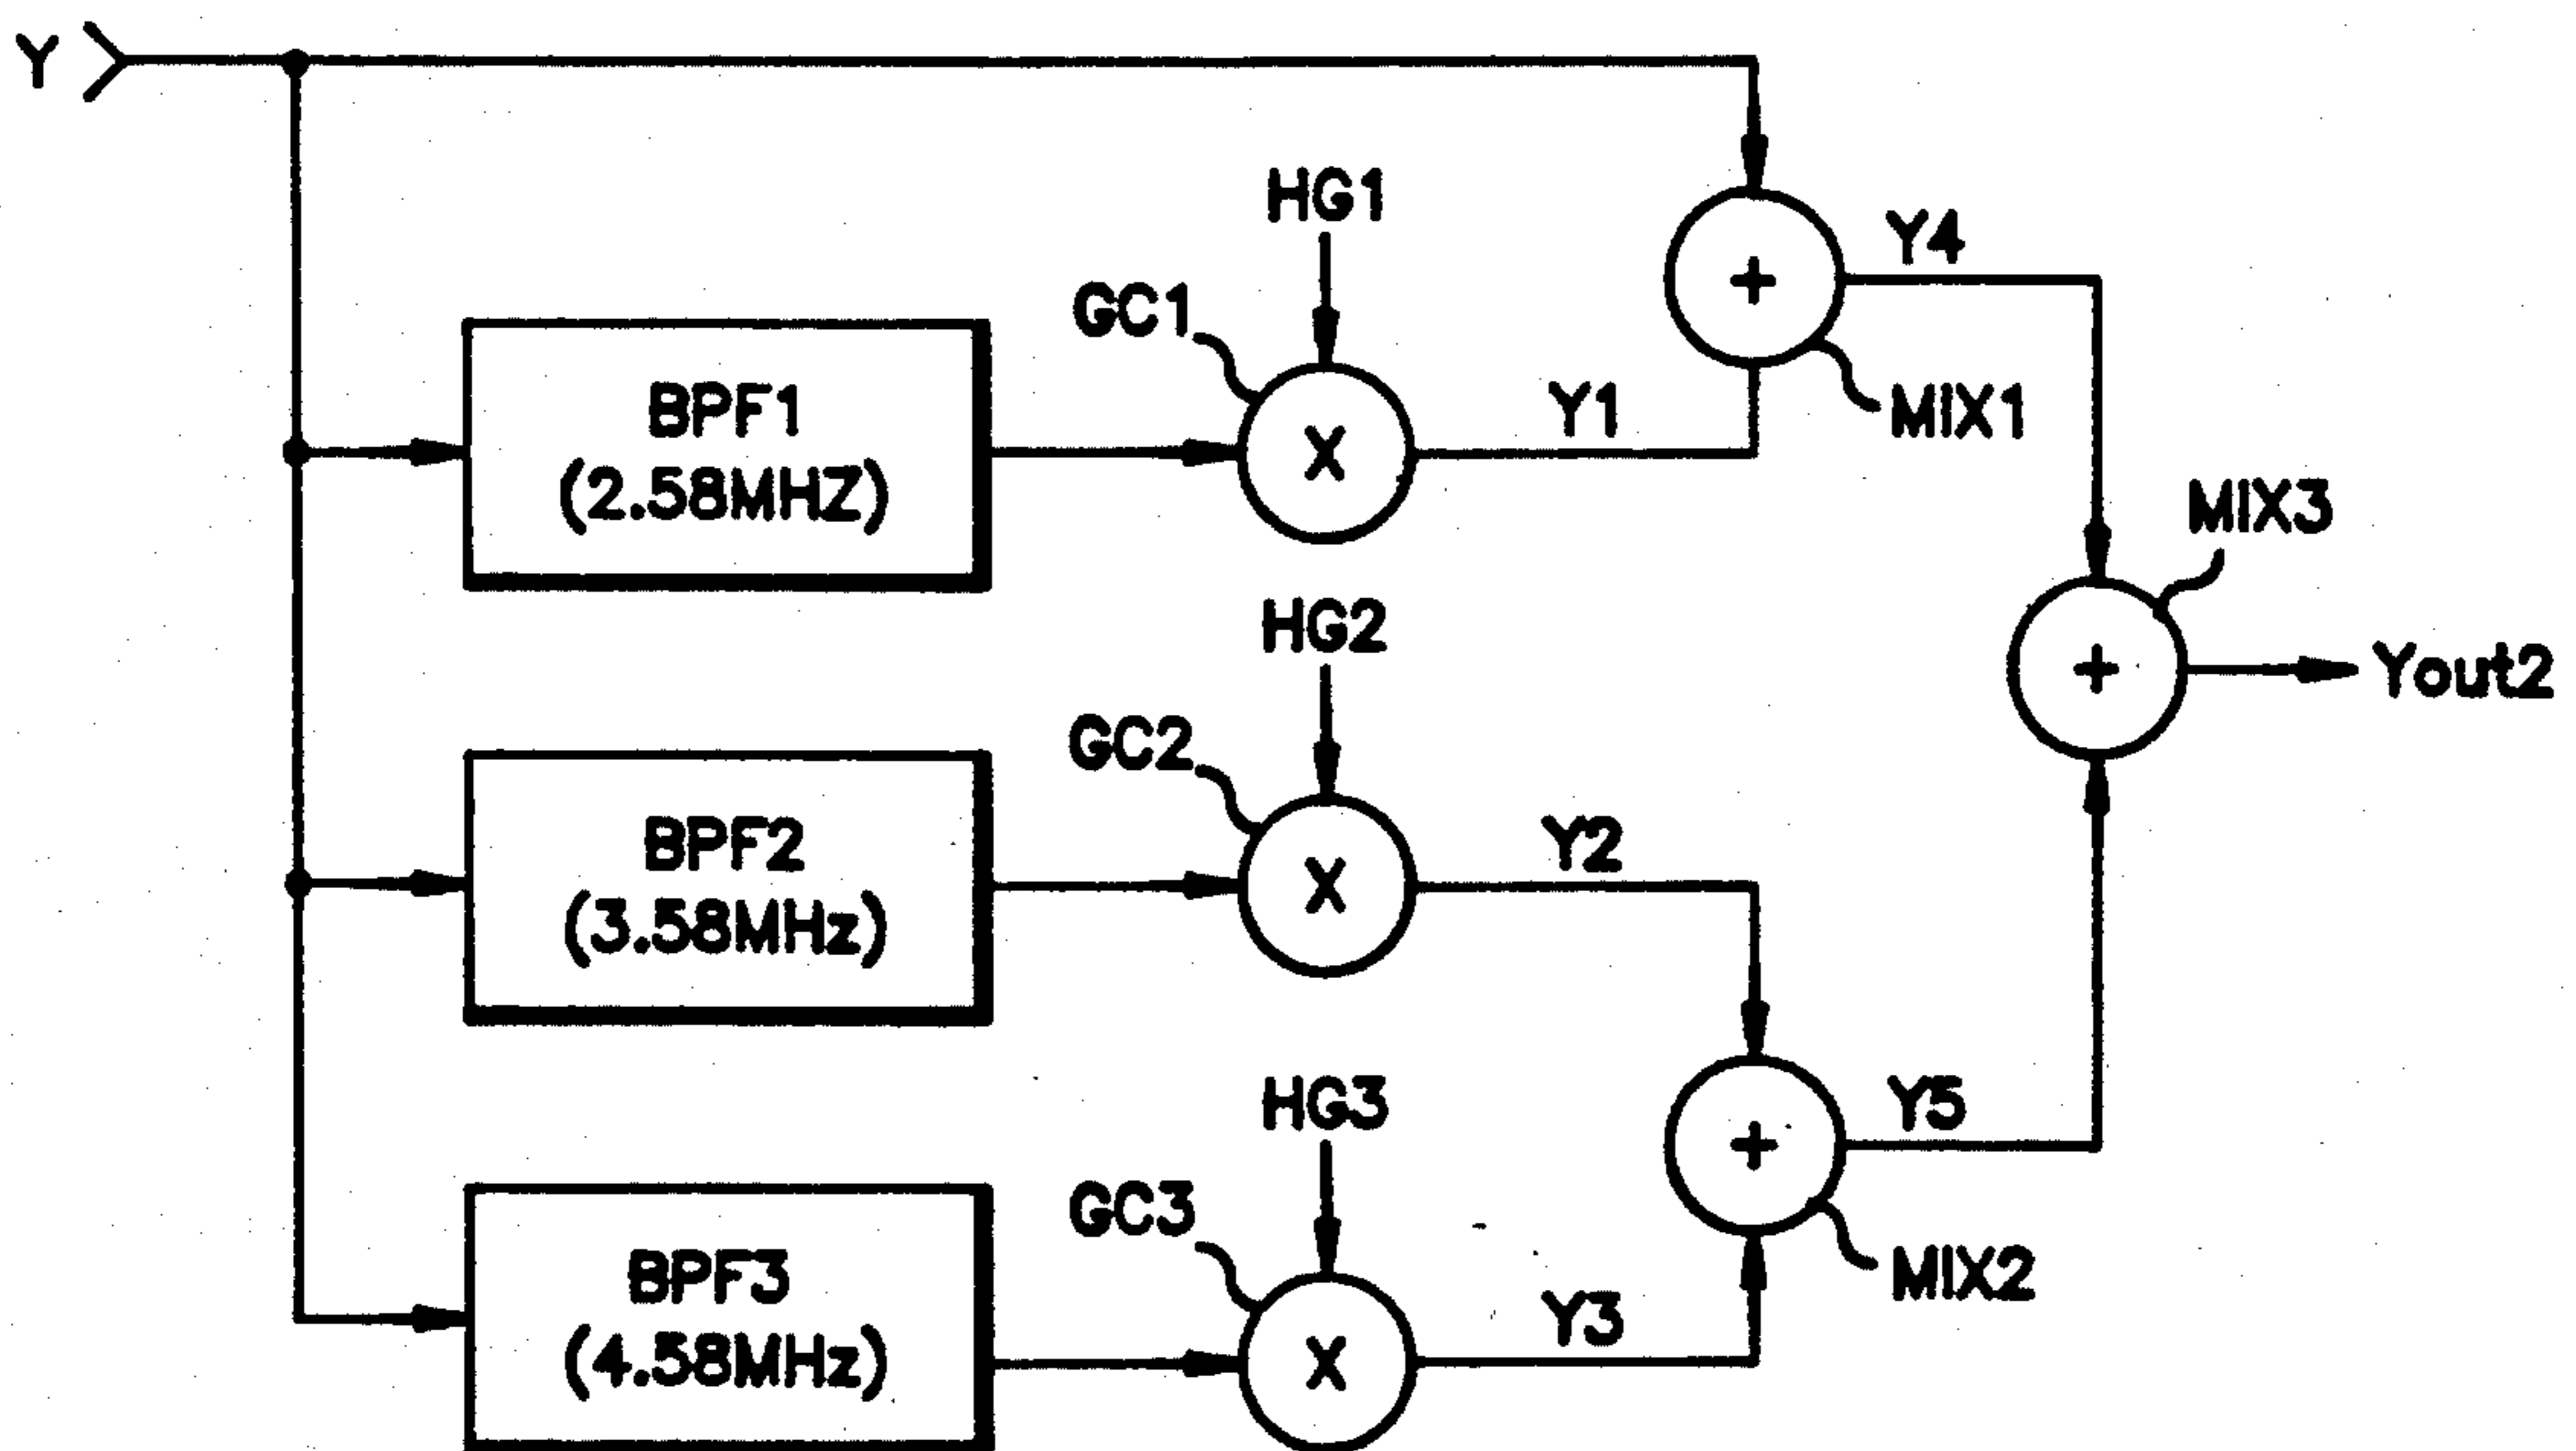 Y
HG1
Y4
GC1
BPF1
(2.58MHZ)
X
Y1
+
MIX1
MIX3
HG2
GC2
BPF2
(3.58MHz)
X
Y2
+
Yout2
HG3
GC3
BPF3
(4.58MHz)
X
Y3
+
Y5
MIX2